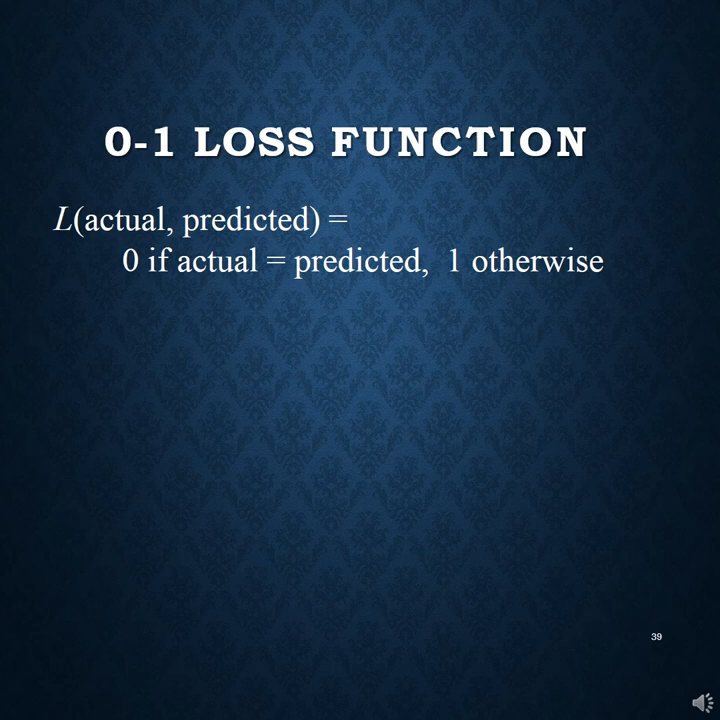 0-1 LOSS FUNCTION
L(actual, predicted) =
0 if actual = predicted, 1 otherwise
39